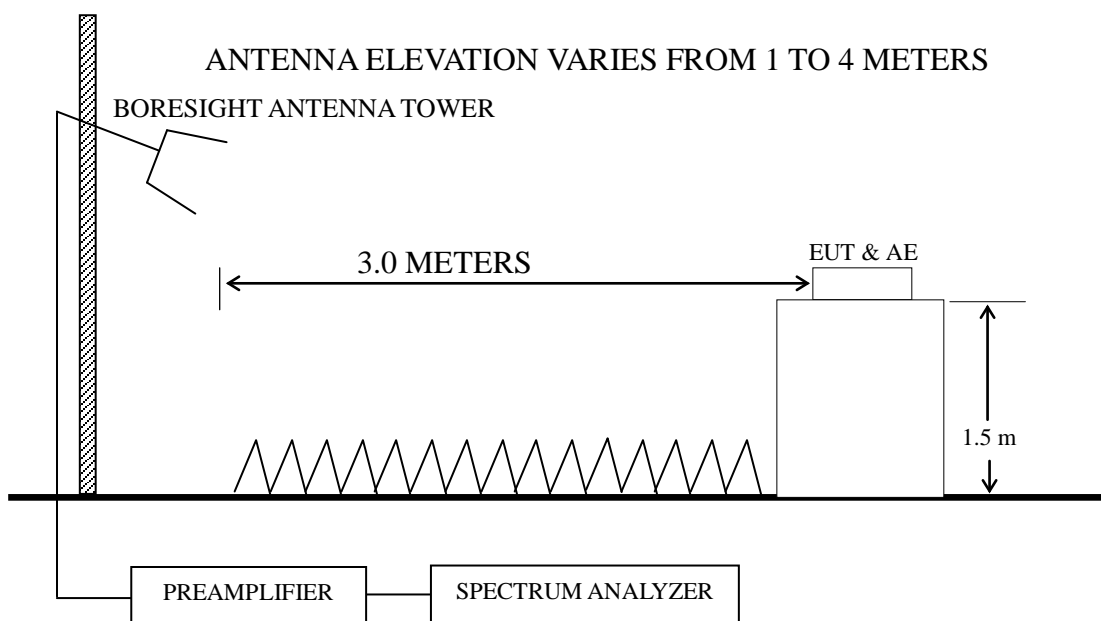 ANTENNA ELEVATION VARIES FROM 1 TO 4 METERS
BORESIGHT ANTENNA TOWER
EUT & AE
3.0 METERS
1.5 m
PREAMPLIFIER
SPECTRUM ANALYZER